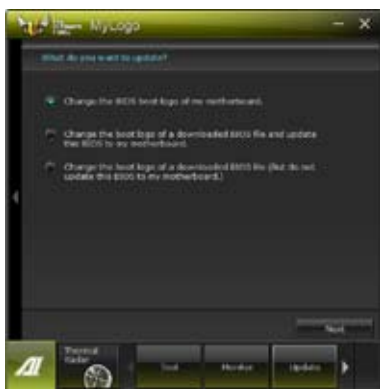 MyLogo
What do you want to update?
Change the BIOS boot logo of my motherboard.
Change the boot logo of a downloaded BIOS file and update
this BIOS to my motherboard.
Change the boot logo of a downloaded BIOS file (But do not
update this BIOS to my motherboard.)
Next
Thermal
Radar
Tool
Monitor
Update